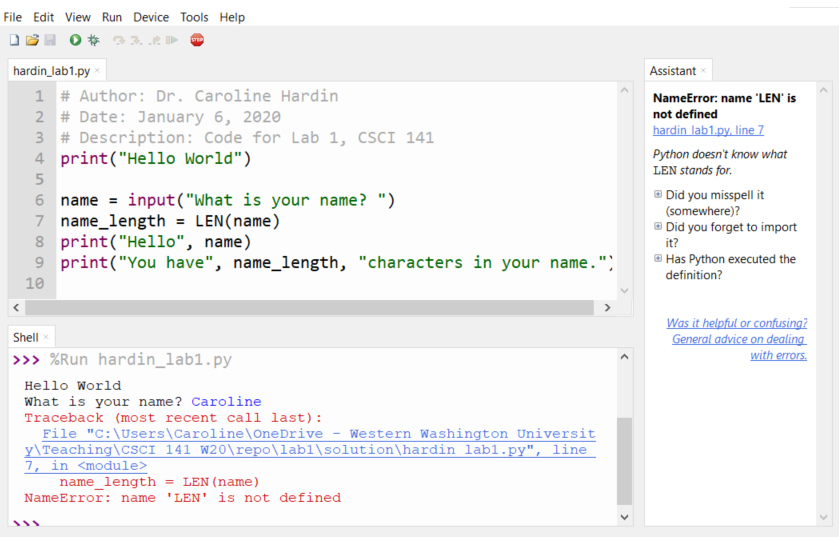 File Edit View Run Device Tools Help
STOP
hardin_lab1.py ×
1 # Author: Dr. Caroline Hardin
2 # Date: January 6, 2020
3 # Description: Code for Lab 1, CSCI 141
4 print("Hello World")
5
6 name = input("What is your name? ")
7 name_length = LEN(name)
8 print("Hello", name)
9 print("You have", name_length, "characters in your name.")
10
Shell ×
>>> %Run hardin_lab1.py
Hello World
What is your name? Caroline
Traceback (most recent call last):
File "C:\Users\Caroline\OneDrive - Western Washington Universit
y\Teaching\CSCI 141 W20\repo\lab1\solution\hardin_lab1.py", line
7, in <module>
name_length = LEN(name)
NameError: name 'LEN' is not defined
>>>
Assistant ×
NameError: name 'LEN' is
not defined
hardin_lab1.py, line 7
Python doesn't know what
LEN stands for.
Did you misspell it
(somewhere)?
Did you forget to import
it?
Has Python executed the
definition?
Was it helpful or confusing?
General advice on dealing
with errors.